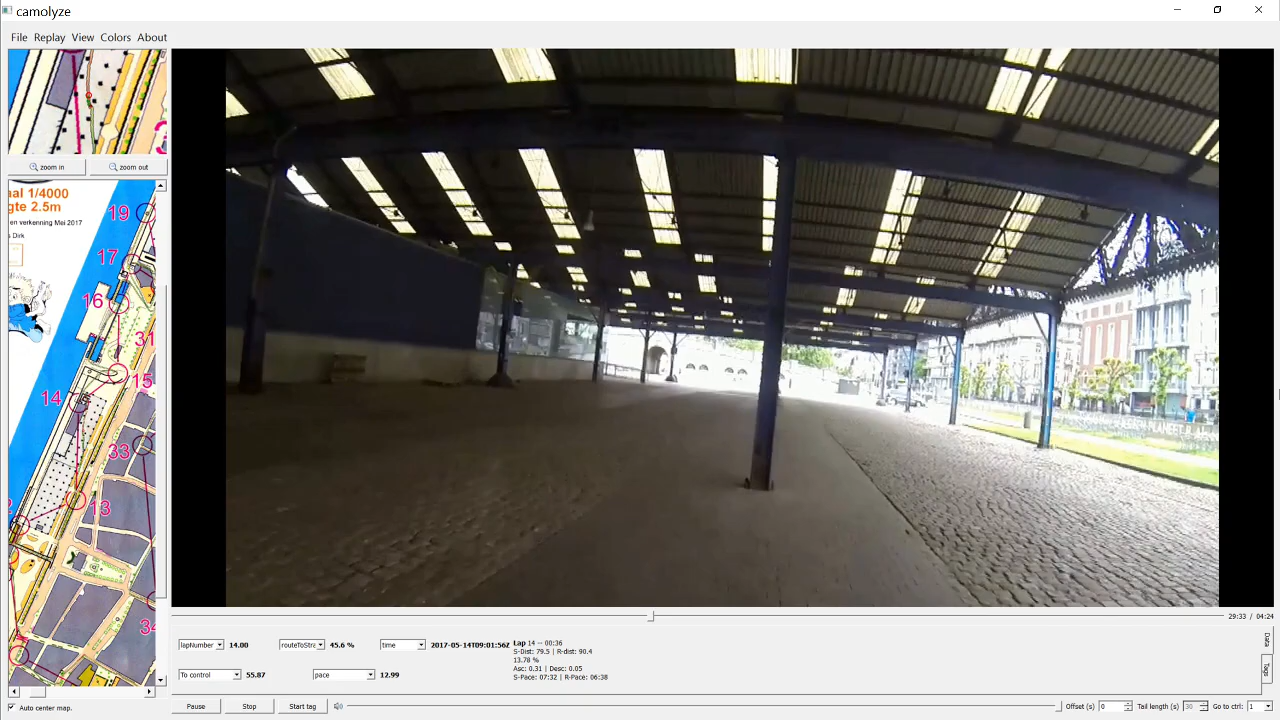 camolyze
File Replay View Colors About
zoom in zoom out
al 1/4000
gte 2.5m
en verkenning Mei 2017
s Dirk
19
17
16
31
15
14
33
13
2
34
29:33 / 04:24
lapNumber 14.00 routeToStra 45.6 % time 2017-05-14T09:01:56Z
To control 55.87 pace 12.99
Lap 14 -- 00:36
S-Dist: 79.5 | R-dist: 90.4
13.78 %
Asc: 0.31 | Desc: 0.05
S-Pace: 07:32 | R-Pace: 06:38
Data
Tags
Auto center map.
Pause Stop Start tag
Offset (s) 0 Tail length (s) 30 Go to ctrl: 1